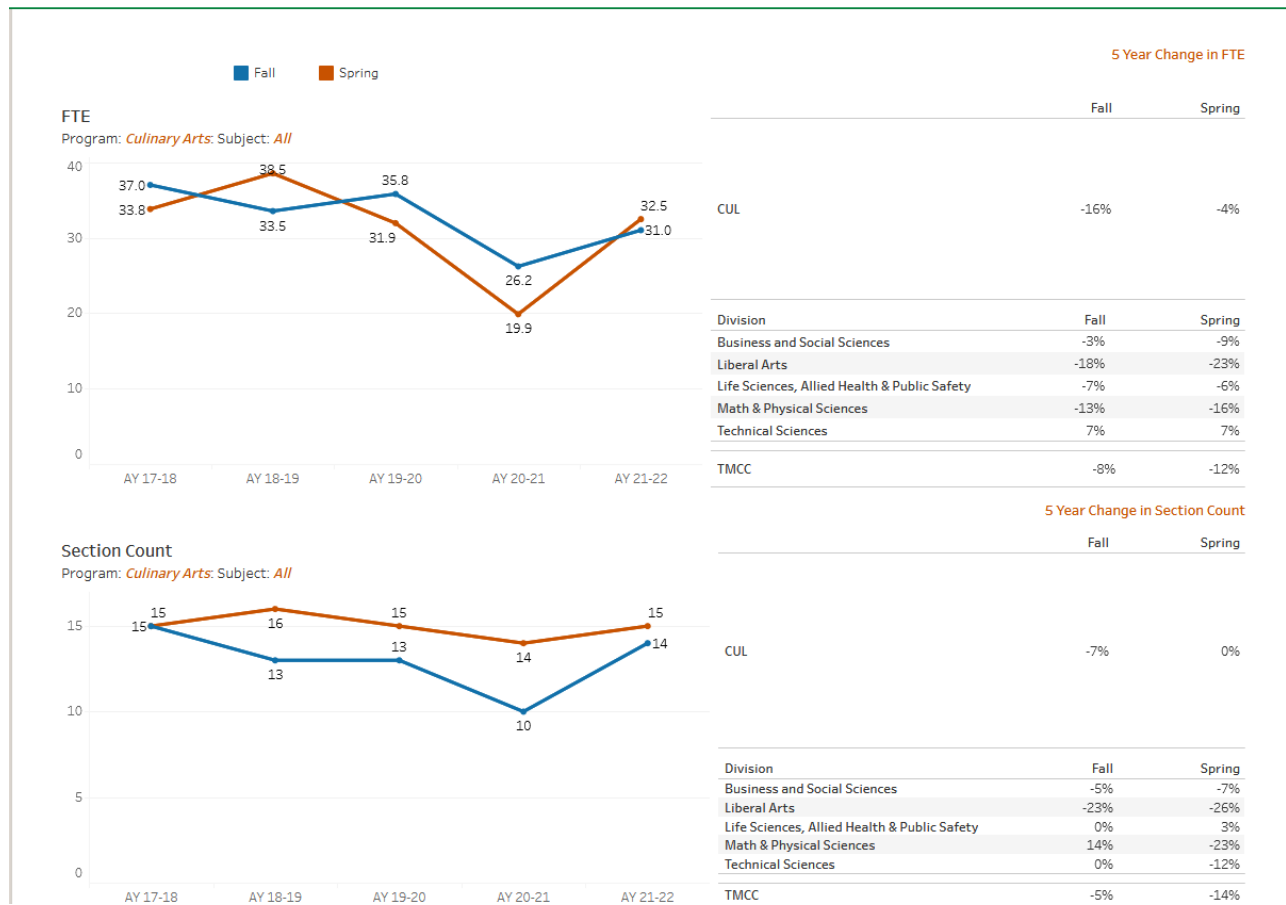 5 Year Change in FTE
Fall Spring
Fall Spring
FTE
Program: Culinary Arts: Subject: All
40
38.5
37.0
35.8
33.8
33.5
31.9
32.5
31.0
30
26.2
20
19.9
10
0
AY 17-18 AY 18-19 AY 19-20 AY 20-21 AY 21-22
CUL -16% -4%
Division Fall Spring
Business and Social Sciences -3% -9%
Liberal Arts -18% -23%
Life Sciences, Allied Health & Public Safety -7% -6%
Math & Physical Sciences -13% -16%
Technical Sciences 7% 7%
TMCC -8% -12%
5 Year Change in Section Count
Fall Spring
Section Count
Program: Culinary Arts: Subject: All
15 15 15
15 15 16 14 14
13
13
10 10
5
0
AY 17-18 AY 18-19 AY 19-20 AY 20-21 AY 21-22
CUL -7% 0%
Division Fall Spring
Business and Social Sciences -5% -7%
Liberal Arts -23% -26%
Life Sciences, Allied Health & Public Safety 0% 3%
Math & Physical Sciences 14% -23%
Technical Sciences 0% -12%
TMCC -5% -14%